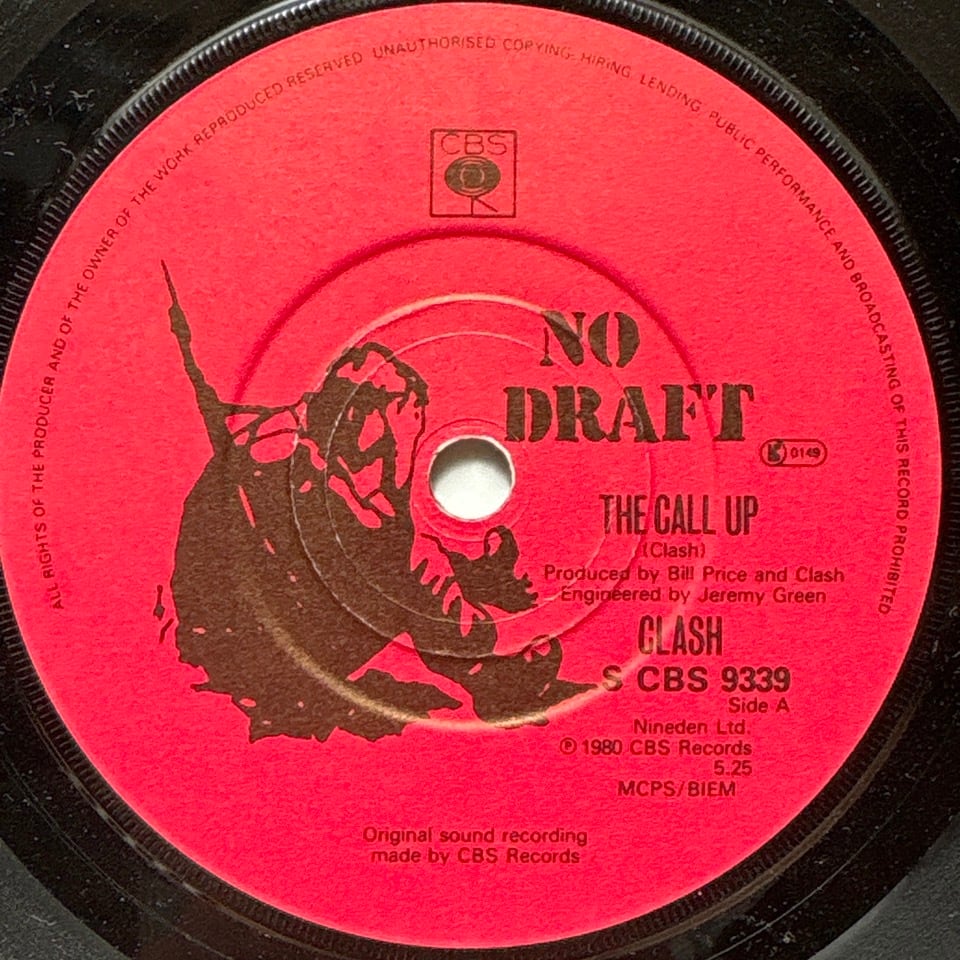 ALL RIGHTS OF THE PRODUCER AND OF THE OWNER OF THE WORK REPRODUCED RESERVED UNAUTHORISED COPYING, HIRING, LENDING, PUBLIC PERFORMANCE AND BROADCASTING OF THIS RECORD PROHIBITED
CBS
NO
DRAFT
K 0149
THE CALL UP
(Clash)
Produced by Bill Price and Clash
Engineered by Jeremy Green
CLASH
S CBS 9339
Side A
Nineden Ltd.
℗ 1980 CBS Records
5.25
MCPS/BIEM
Original sound recording
made by CBS Records